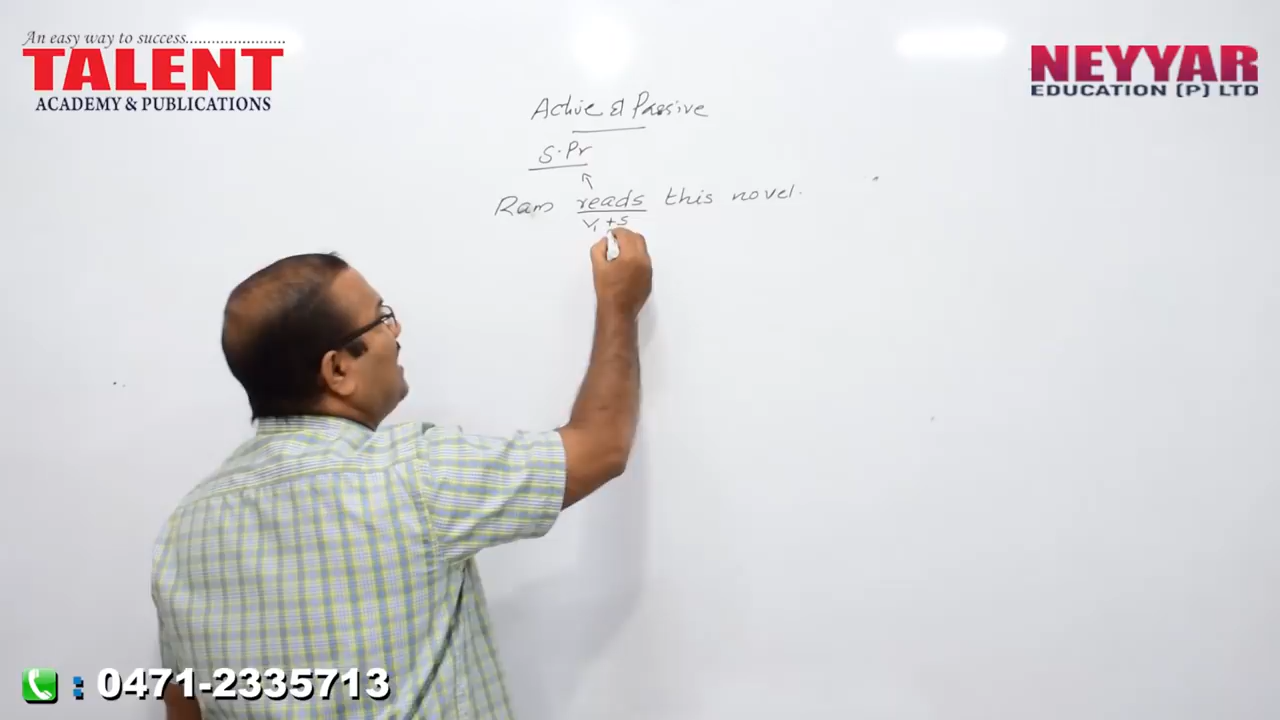 An easy way to success.......................
TALENT
ACADEMY & PUBLICATIONS
NEYYAR
EDUCATION (P) LTD
Active & Passive
S.Pr
Ram reads this novel.
V1 + S
: 0471-2335713